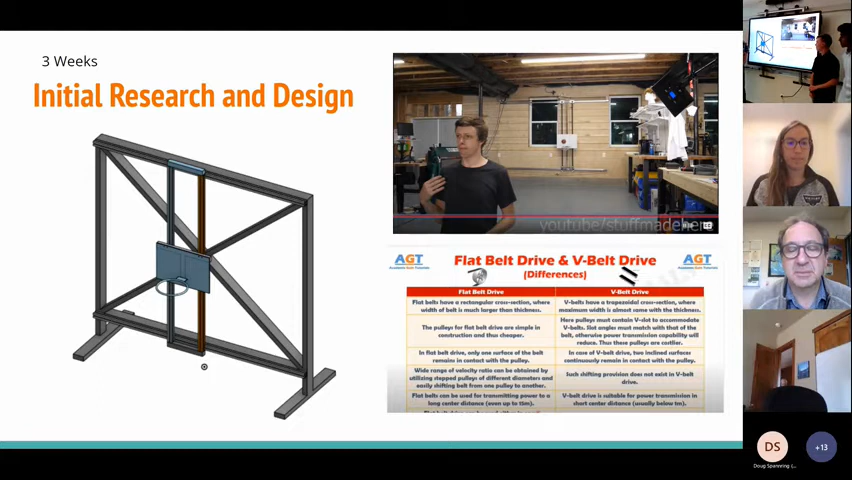 3 Weeks
Initial Research and Design
youtube/stuffmadehere
AGT
Flat Belt Drive & V-Belt Drive
(Differences)
AGT
Flat Belt Drive
V-Belt Drive
Flat belts have a rectangular cross-section, where
width of belt is much larger than thickness.
V-belts have a trapezoidal cross-section, where
maximum width is almost same with the thickness.
The pulleys for flat belt drive are simple in
construction and thus cheaper.
Here pulleys must contain V-slot to accommodate
V-belts. Slot angles must match with that of the
belt, otherwise power transmission capability will
reduce. Thus these pulleys are costlier.
In flat belt drive, only one surface of the belt
remains in contact with the pulley.
In case of V-belt drive, two inclined surfaces
continuously remain in contact with the pulley.
Wide range of velocity ratio can be obtained by
utilizing stepped pulleys of different diameters and
easily shifting belt from one pulley to another.
Such shifting provision does not exist in V-belt
drive.
Flat belts can be used for transmitting power to a
long center distance (even up to 15m).
V-belt drive is suitable for power transmission in
short center distance (usually below 1m).
DS
+13
Doug Spanning (